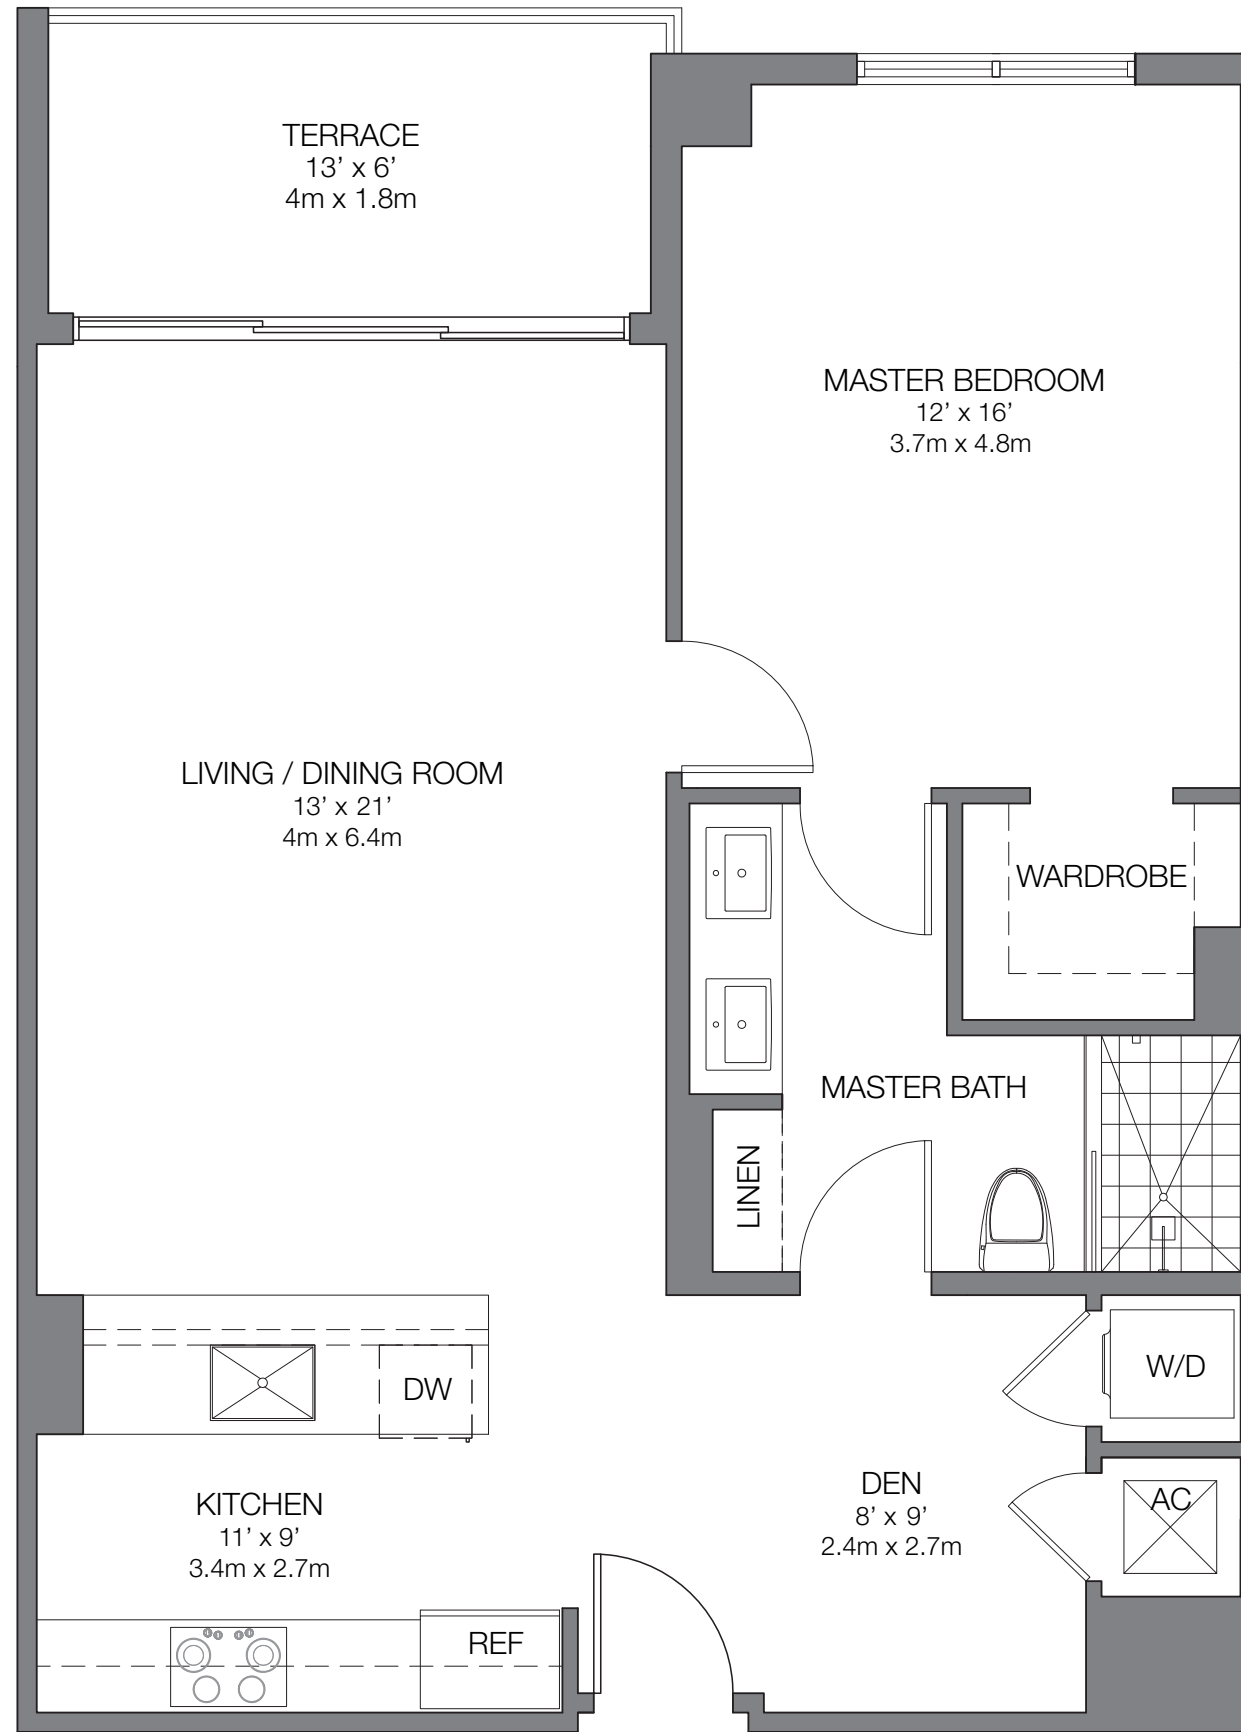 TERRACE
13’ x 6’
4m x 1.8m
MASTER BEDROOM
12’ x 16’
3.7m x 4.8m
LIVING / DINING ROOM
13’ x 21’
4m x 6.4m
WARDROBE
MASTER BATH
LINEN
W/D
DW
KITCHEN
11’ x 9’
3.4m x 2.7m
DEN
8’ x 9’
2.4m x 2.7m
AC
REF